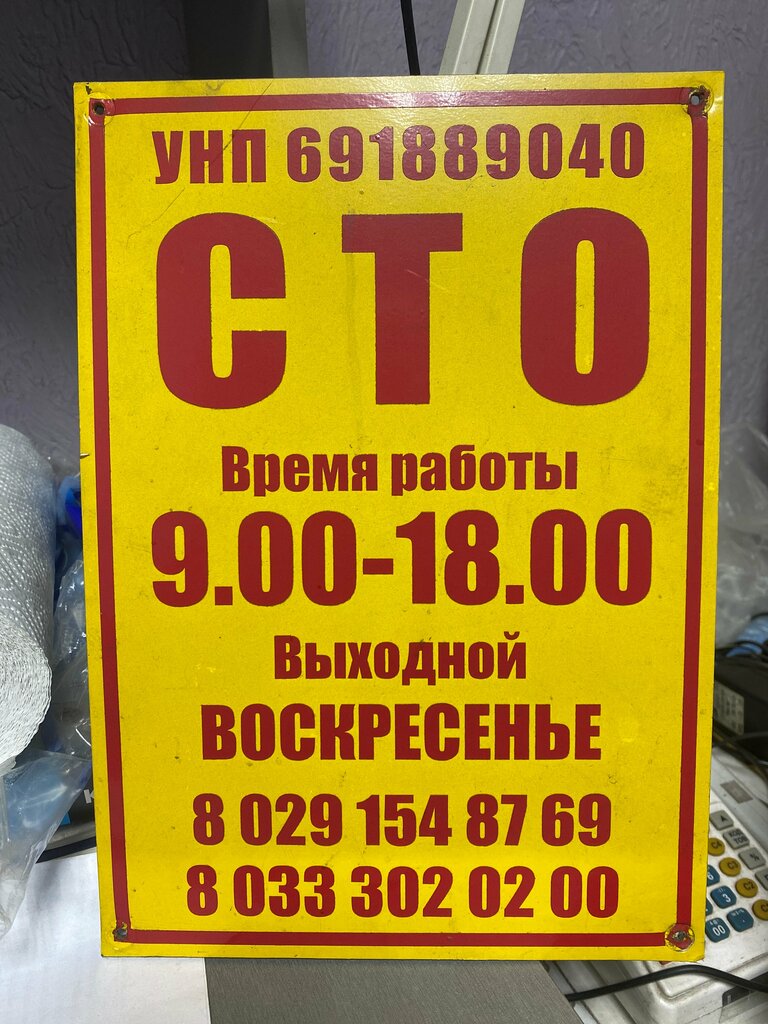 УНП 691889040
СТО
Время работы
9.00-18.00
Выходной
ВОСКРЕСЕНЬЕ
8 029 154 87 69
8 033 302 02 00